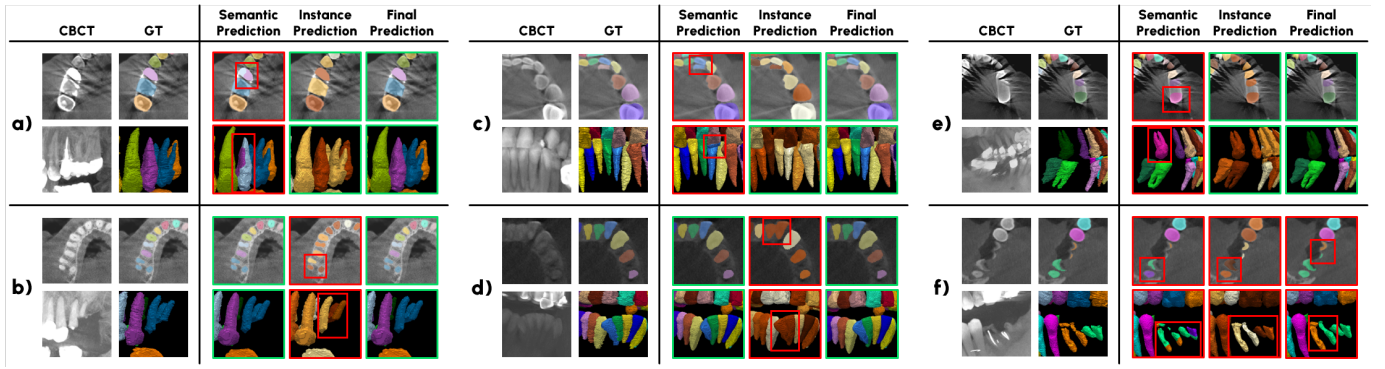 CBCT GT Semantic Prediction Instance Prediction Final Prediction
a)
b)
CBCT GT Semantic Prediction Instance Prediction Final Prediction
c)
d)
CBCT GT Semantic Prediction Instance Prediction Final Prediction
e)
f)